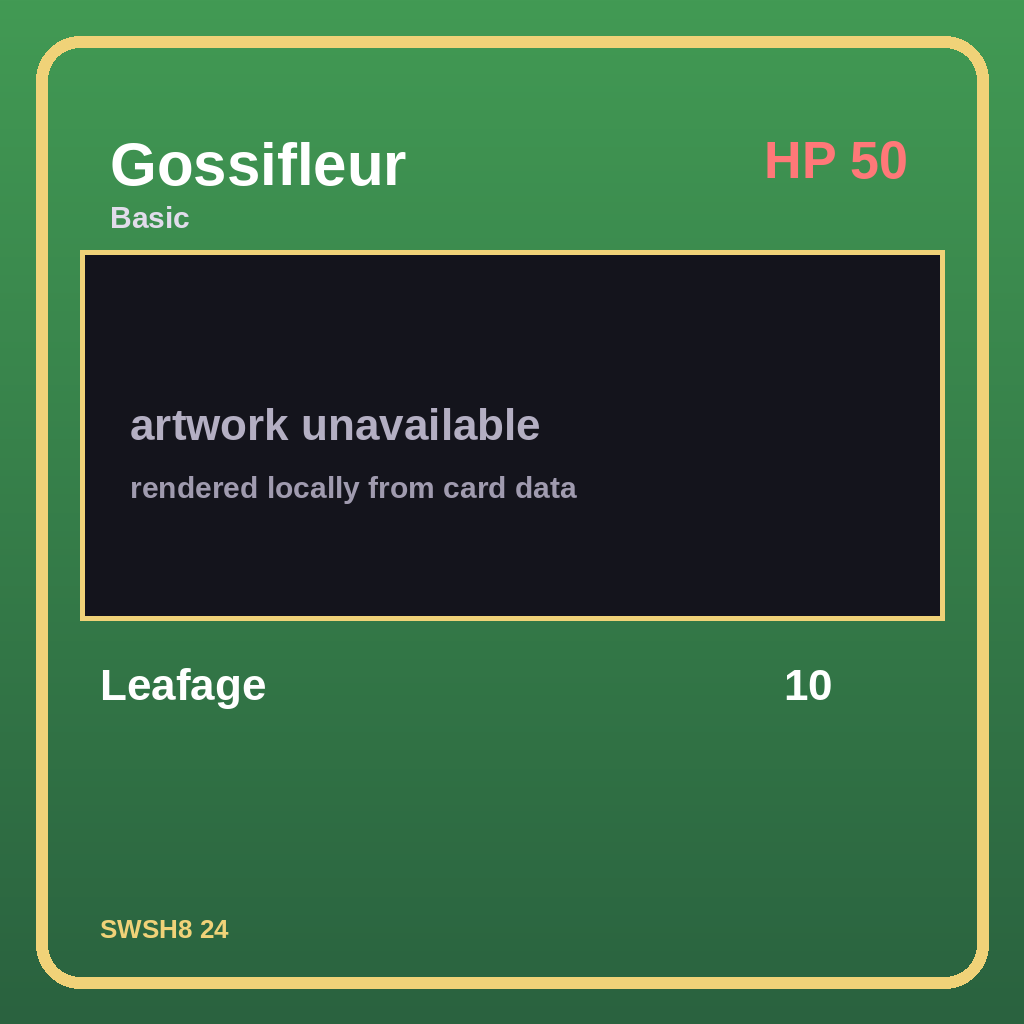 Gossifleur
HP 50
Basic
artwork unavailable
rendered locally from card data
Leafage 10
SWSH8 24